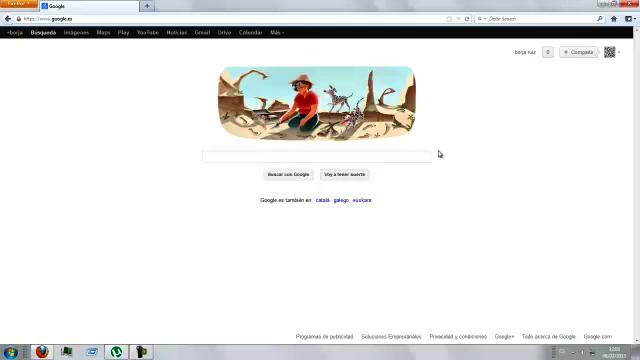 Firefox
Google
https://www.google.es
Delta Search
+borja Búsqueda Imágenes Maps Play YouTube Noticias Gmail Drive Calendar Más
borja ruiz 0 + Compartir
Buscar con Google Voy a tener suerte
Google.es también en: català galego euskara
Programas de publicidad Soluciones Empresariales Privacidad y condiciones Google+ Todo acerca de Google Google.com